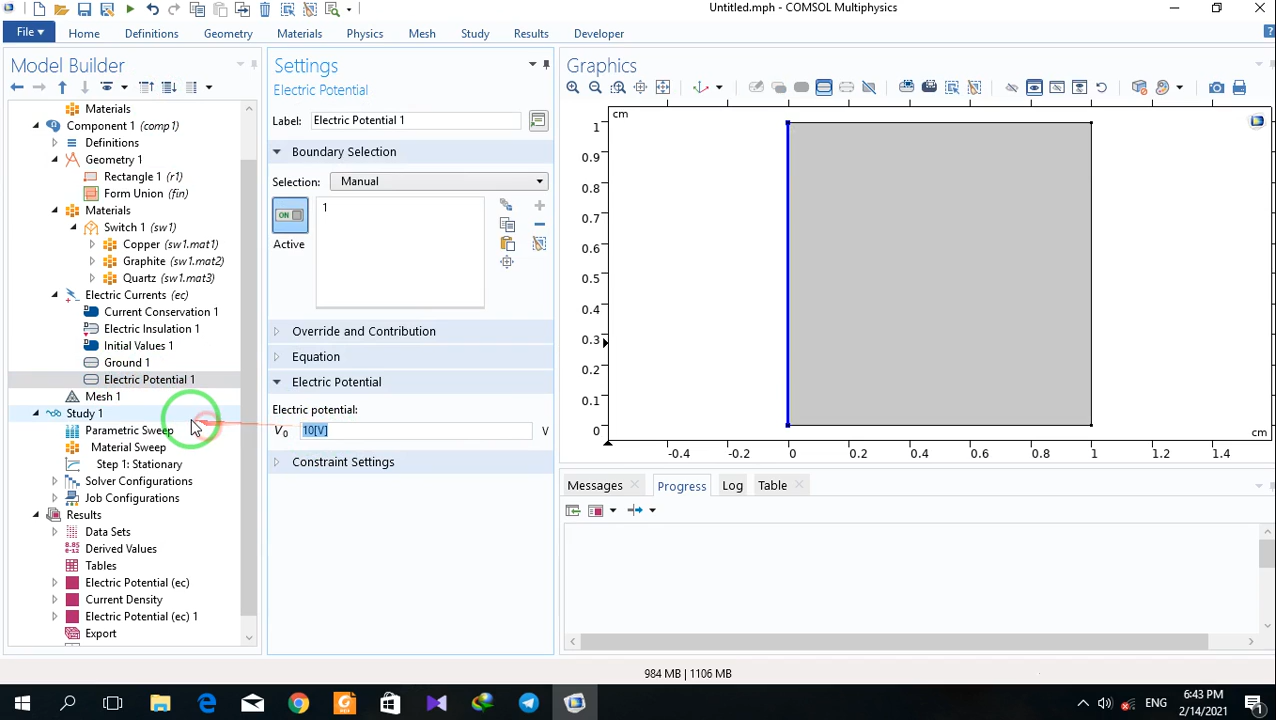 Untitled.mph - COMSOL Multiphysics
File
Home
Definitions
Geometry
Materials
Physics
Mesh
Study
Results
Developer
Model Builder
Materials
Component 1 (comp1)
Definitions
Geometry 1
Rectangle 1 (r1)
Form Union (fin)
Materials
Switch 1 (sw1)
Copper (sw1.mat1)
Graphite (sw1.mat2)
Quartz (sw1.mat3)
Electric Currents (ec)
Current Conservation 1
Electric Insulation 1
Initial Values 1
Ground 1
Electric Potential 1
Mesh 1
Study 1
Parametric Sweep
Material Sweep
Step 1: Stationary
Solver Configurations
Job Configurations
Results
Data Sets
8.85
e-12
Derived Values
Tables
Electric Potential (ec)
Current Density
Electric Potential (ec) 1
Export
Settings
Electric Potential
Label: Electric Potential 1
Boundary Selection
Selection: Manual
ON
Active
1
Override and Contribution
Equation
Electric Potential
Electric potential:
V0 10[V] V
Constraint Settings
Graphics
cm
1
0.9
0.8
0.7
0.6
0.5
0.4
0.3
0.2
0.1
0
cm
-0.4 -0.2 0 0.2 0.4 0.6 0.8 1 1.2 1.4
Messages
Progress
Log
Table
984 MB | 1106 MB
ENG
6:43 PM
2/14/2021
1